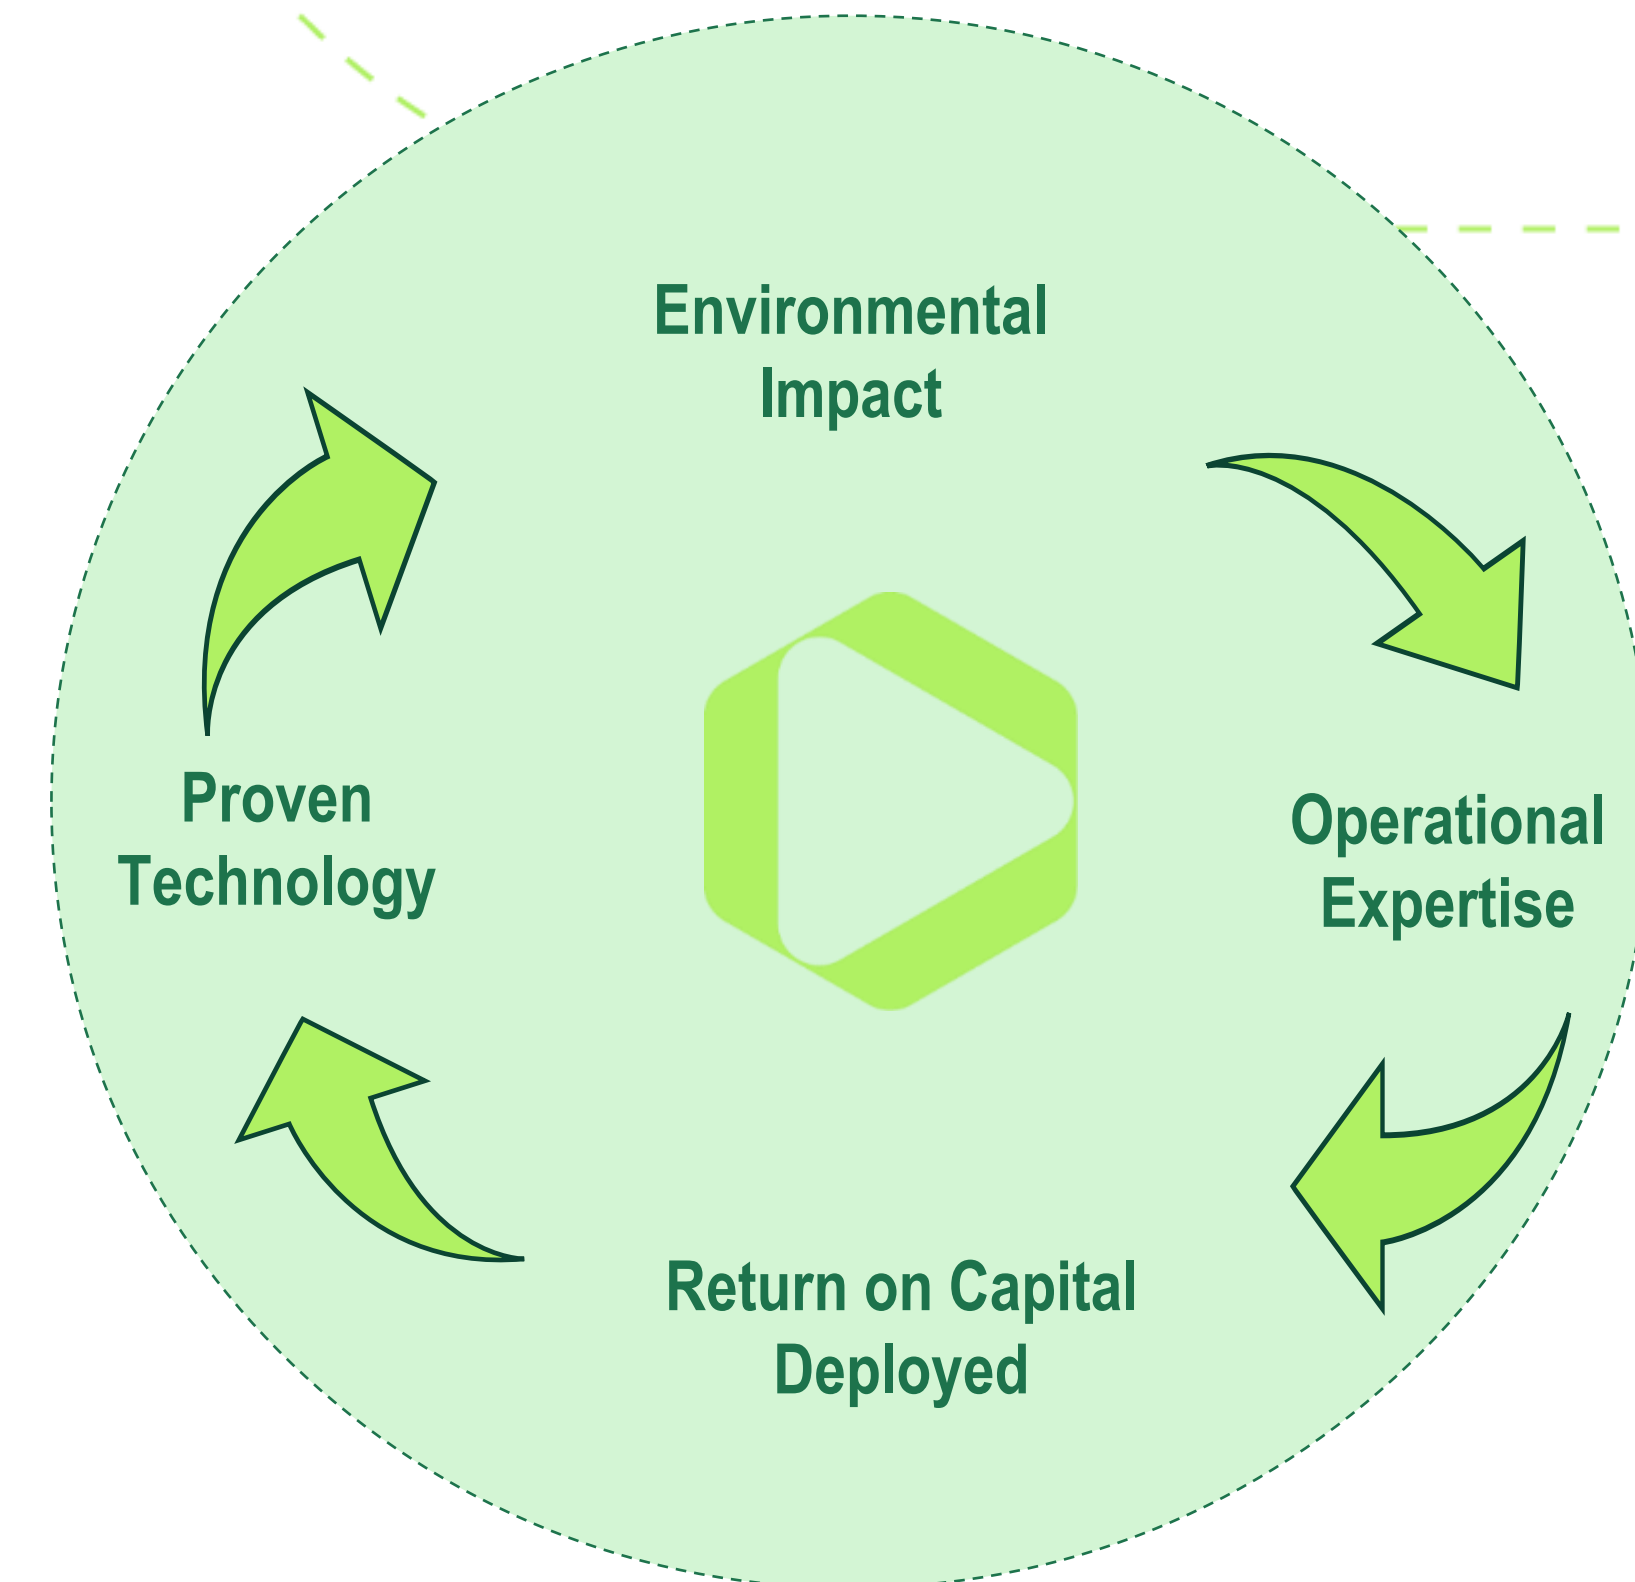 Environmental
Impact
Proven
Technology
Operational
Expertise
Return on Capital
Deployed